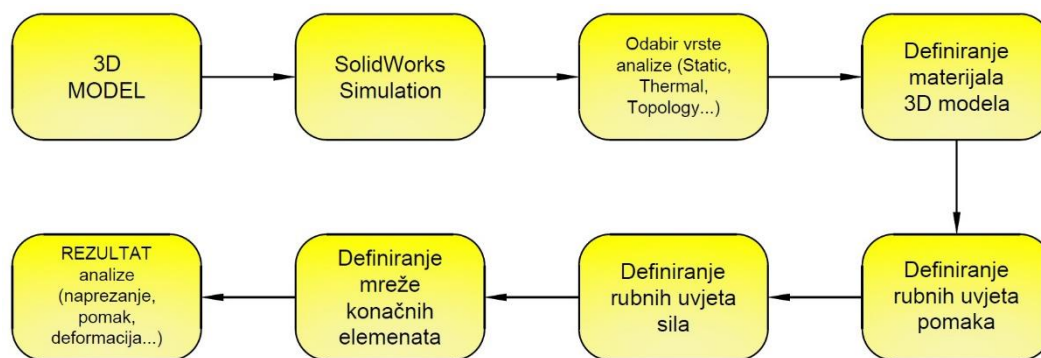 3D
MODEL
SolidWorks
Simulation
Odabir vrste
analize (Static,
Thermal,
Topology...)
Definiranje
materijala
3D modela
Definiranje
rubnih uvjeta
pomaka
Definiranje
rubnih uvjeta
sila
Definiranje
mreže
konačnih
elemenata
REZULTAT
analize
(naprezanje,
pomak,
deformacija...)